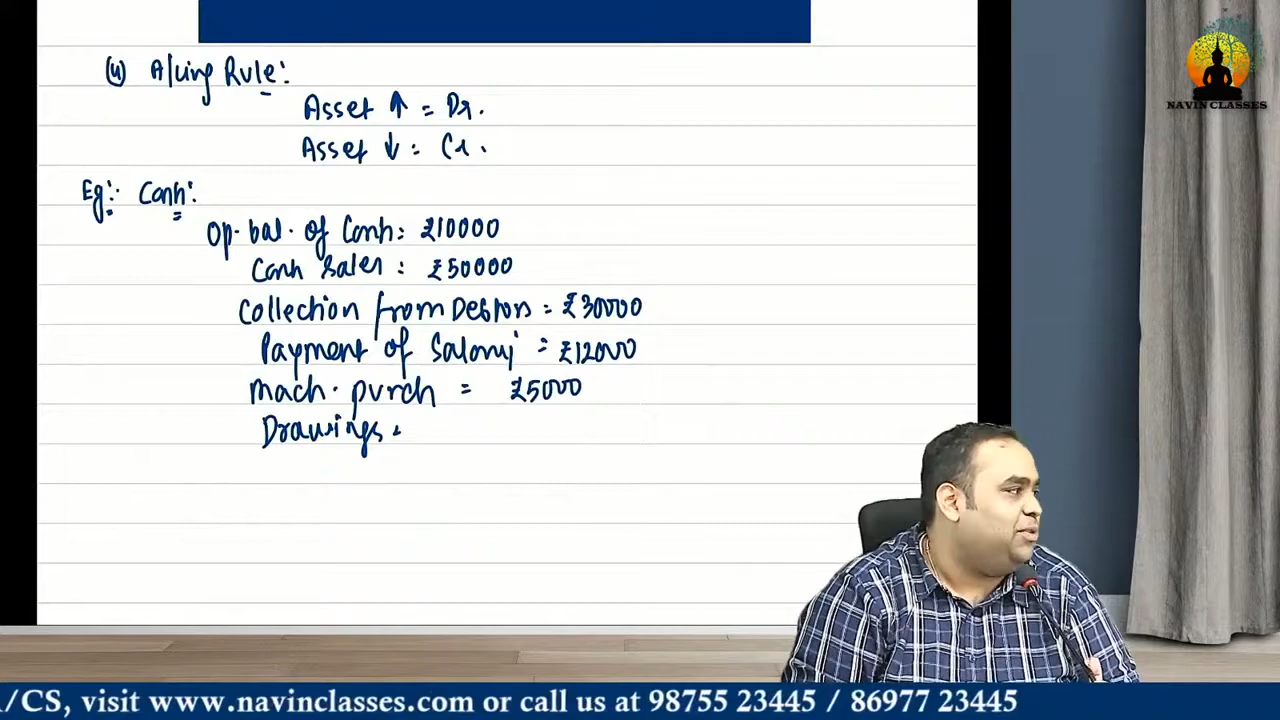 (4) A/cing Rule:
Asset ↑ = Dr.
Asset ↓ = Cr.
Eg:- Cash:
Op. bal. of Cash: ₹10000
Cash sales : ₹50000
Collection from Debtors = ₹30000
Payment of Salary = ₹12000
Mach. purch = ₹5000
Drawings
NAVIN CLASSES
A/CS, visit www.navinclasses.com or call us at 98755 23445 / 86977 23445